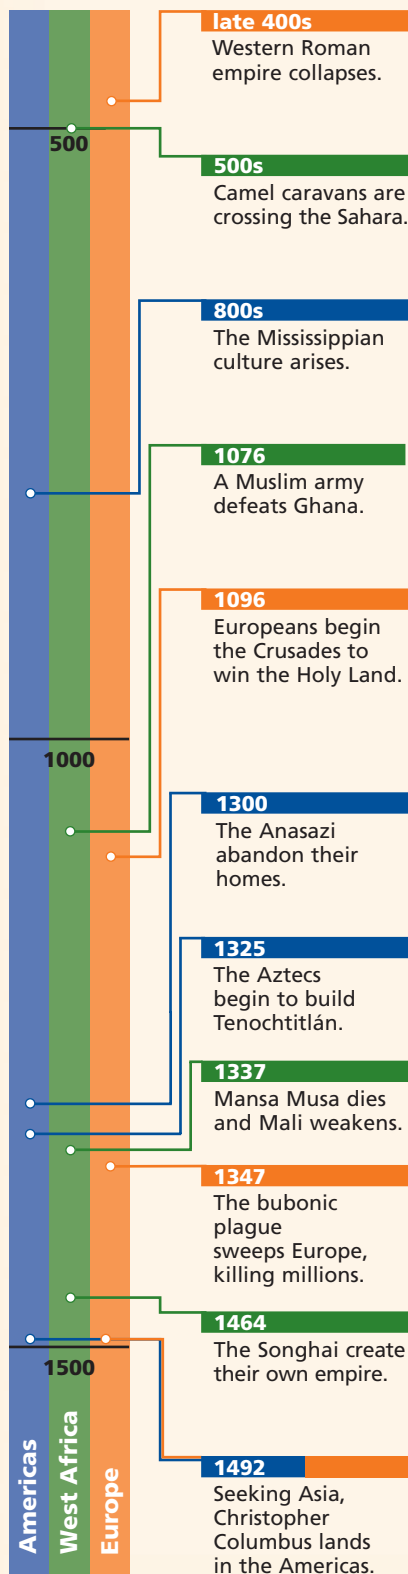 late 400s
Western Roman
empire collapses.
500
500s
Camel caravans are
crossing the Sahara.
800s
The Mississippian
culture arises.
1076
A Muslim army
defeats Ghana.
1096
Europeans begin
the Crusades to
win the Holy Land.
1000
1300
The Anasazi
abandon their
homes.
1325
The Aztecs
begin to build
Tenochtitlán.
1337
Mansa Musa dies
and Mali weakens.
1347
The bubonic
plague
sweeps Europe,
killing millions.
1464
The Songhai create
their own empire.
1500
1492
Seeking Asia,
Christopher
Columbus lands
in the Americas.
Americas
West Africa
Europe